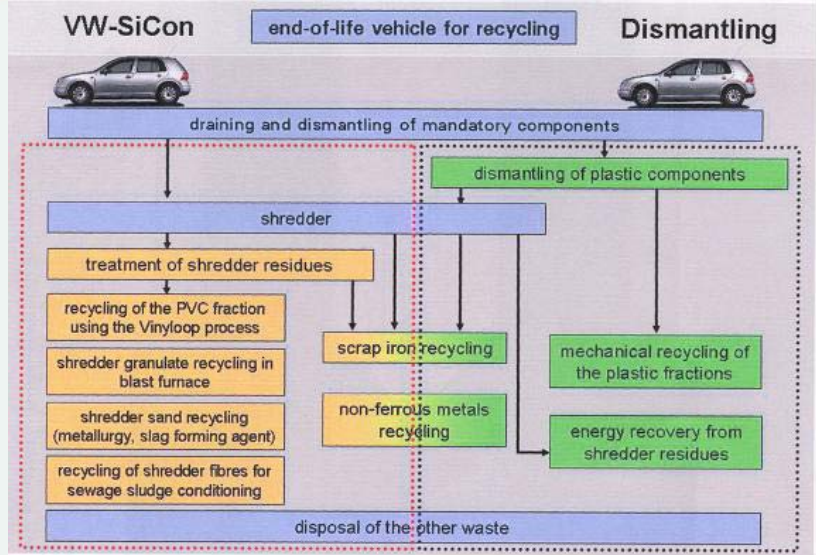 VW-SiCon
end-of-life vehicle for recycling
Dismantling
draining and dismantling of mandatory components
dismantling of plastic components
shredder
treatment of shredder residues
recycling of the PVC fraction
using the Vinyloop process
scrap iron recycling
mechanical recycling of
the plastic fractions
shredder granulate recycling in
blast furnace
non-ferrous metals
recycling
shredder sand recycling
(metallurgy, slag forming agent)
energy recovery from
shredder residues
recycling of shredder fibres for
sewage sludge conditioning
disposal of the other waste